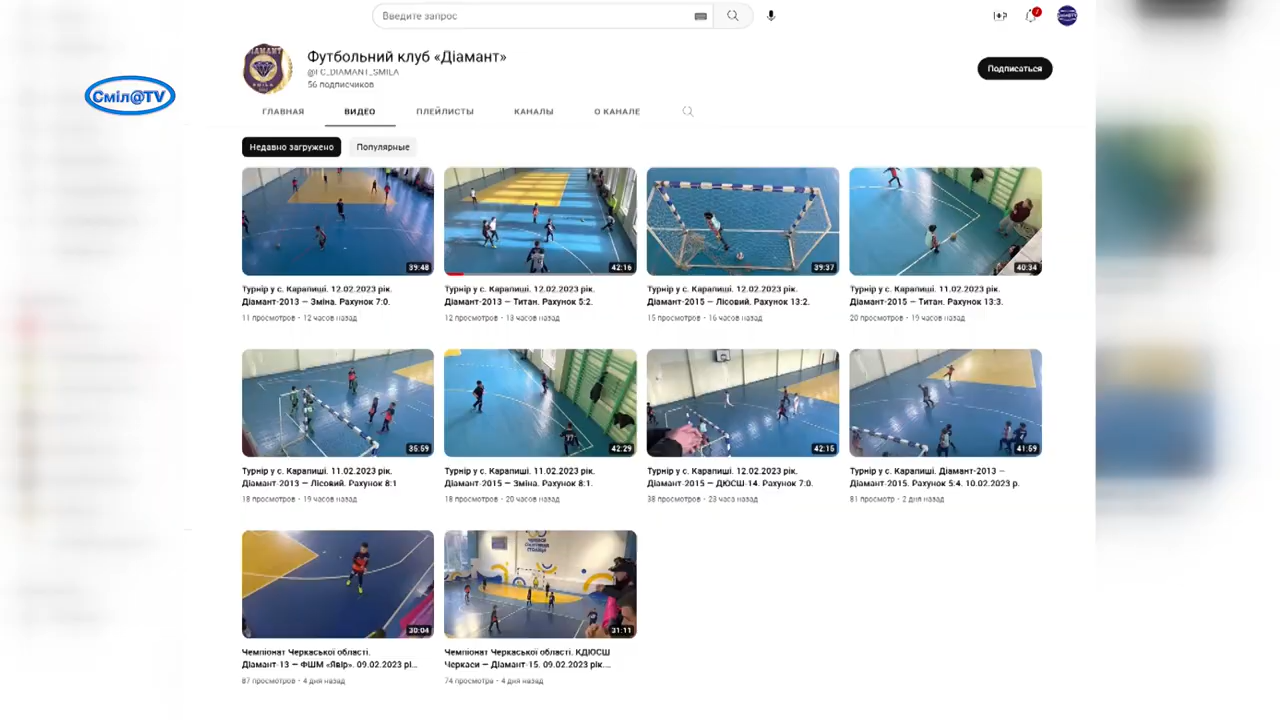 Введите запрос
Футбольний клуб «Діамант»
@FC_DIAMANT_SMILA
56 подписчиков
Подписаться
Сміл@TV
ГЛАВНАЯ ВИДЕО ПЛЕЙЛИСТЫ КАНАЛЫ О КАНАЛЕ
Недавно загружено Популярные
39:48 42:16 39:37 40:34
Турнір у с. Карапиші. 12.02.2023 рік.
Діамант-2013 – Зміна. Рахунок 7:0.
11 просмотров • 12 часов назад
Турнір у с. Карапиші. 12.02.2023 рік.
Діамант-2013 – Титан. Рахунок 5:2.
12 просмотров • 13 часов назад
Турнір у с. Карапиші. 12.02.2023 рік.
Діамант-2015 – Лісовий. Рахунок 13:2.
15 просмотров • 16 часов назад
Турнір у с. Карапиші. 11.02.2023 рік.
Діамант-2015 – Титан. Рахунок 13:3.
20 просмотров • 19 часов назад
42:29 42:15 41:59
Турнір у с. Карапиші. 11.02.2023 рік.
Діамант-2013 – Лісовий. Рахунок 8:1
18 просмотров • 19 часов назад
Турнір у с. Карапиші. 11.02.2023 рік.
Діамант-2015 – Зміна. Рахунок 8:1.
18 просмотров • 20 часов назад
Турнір у с. Карапиші. 12.02.2023 рік.
Діамант-2015 – ДЮСШ-14. Рахунок 7:0.
38 просмотров • 23 часа назад
Турнір у с. Карапиші. Діамант-2013 –
Діамант-2015. Рахунок 5:4. 10.02.2023 р.
81 просмотр • 2 дня назад
30:04 31:11
Чемпіонат Черкаської області.
Діамант-13 – ФШМ «Явір». 09.02.2023 рі...
87 просмотров • 4 дня назад
Чемпіонат Черкаської області. КДЮСШ
Черкаси – Діамант-15. 09.02.2023 рік....
74 просмотра • 4 дня назад